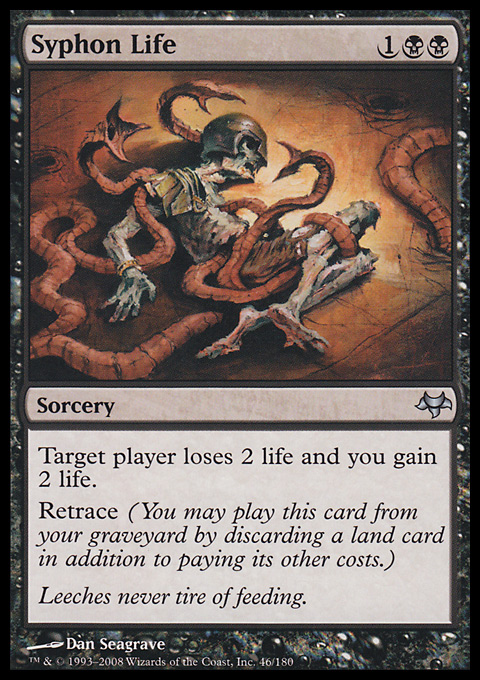 Syphon Life 1
Sorcery
Target player loses 2 life and you gain
2 life.
Retrace (You may play this card from
your graveyard by discarding a land card
in addition to paying its other costs.)
Leeches never tire of feeding.
Dan Seagrave
™ & © 1993–2008 Wizards of the Coast, Inc. 46/180